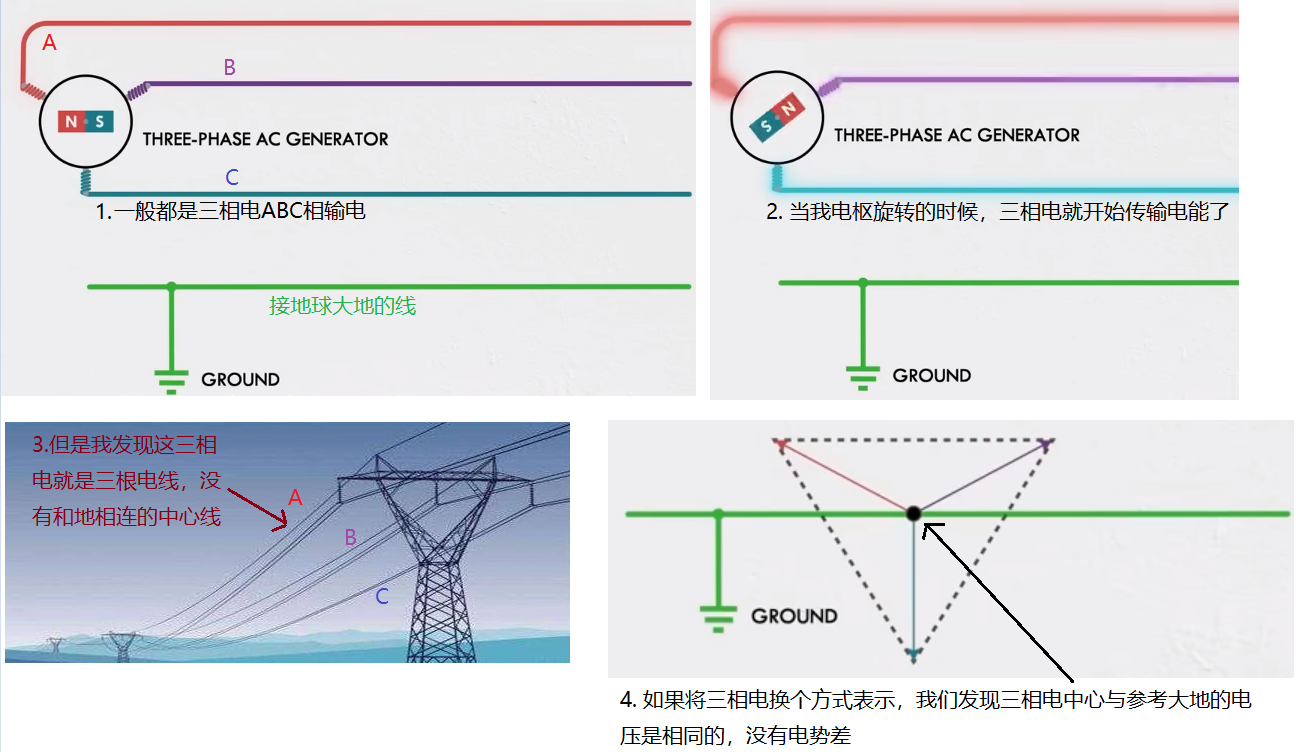 A
B
N S
THREE-PHASE AC GENERATOR
C
1.一般都是三相电ABC相输电
接地球大地的线
GROUND
N
S
THREE-PHASE AC GENERATOR
2. 当我电枢旋转的时候，三相电就开始传输电能了
GROUND
3.但是我发现这三相
电就是三根电线，没
有和地相连的中心线
A
B
C
GROUND
4. 如果将三相电换个方式表示，我们发现三相电中心与参考大地的电
压是相同的，没有电势差